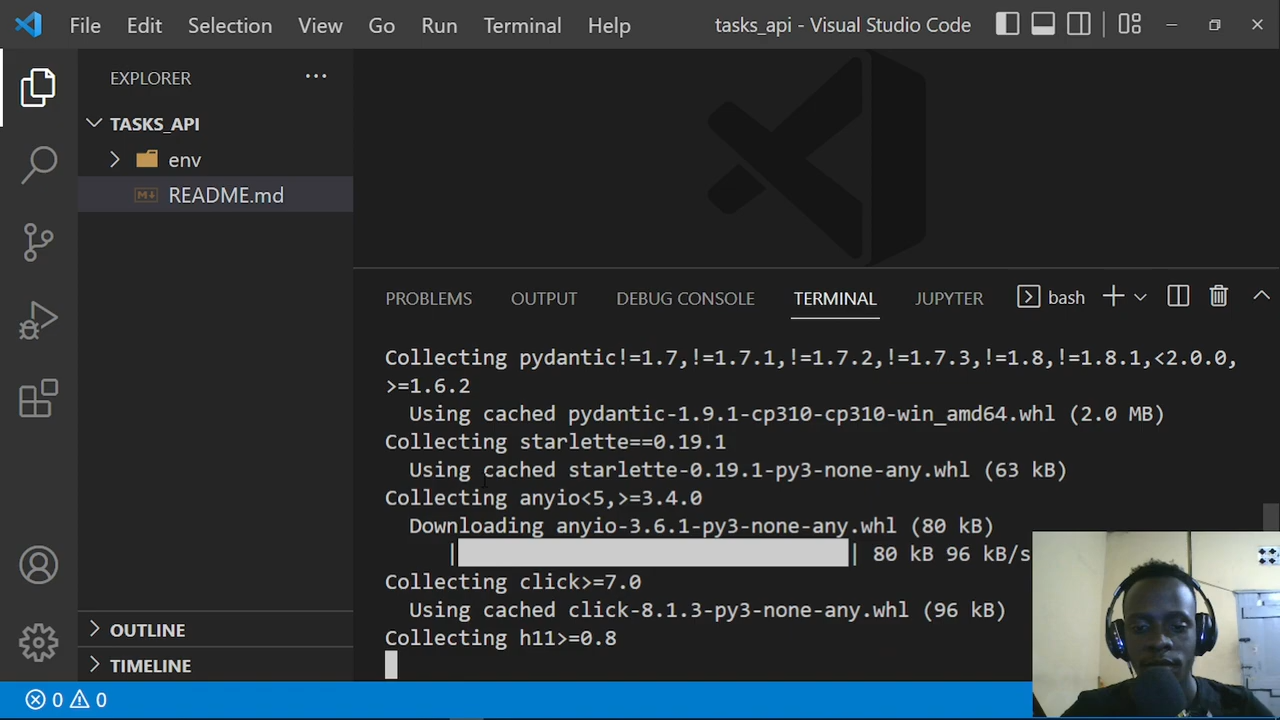 File Edit Selection View Go Run Terminal Help tasks_api - Visual Studio Code
EXPLORER
TASKS_API
env
README.md
OUTLINE
TIMELINE
PROBLEMS OUTPUT DEBUG CONSOLE TERMINAL JUPYTER bash
Collecting pydantic!=1.7,!=1.7.1,!=1.7.2,!=1.7.3,!=1.8,!=1.8.1,<2.0.0,
>=1.6.2
Using cached pydantic-1.9.1-cp310-cp310-win_amd64.whl (2.0 MB)
Collecting starlette==0.19.1
Using cached starlette-0.19.1-py3-none-any.whl (63 kB)
Collecting anyio<5,>=3.4.0
Downloading anyio-3.6.1-py3-none-any.whl (80 kB)
| | 80 kB 96 kB/s
Collecting click>=7.0
Using cached click-8.1.3-py3-none-any.whl (96 kB)
Collecting h11>=0.8
0 0